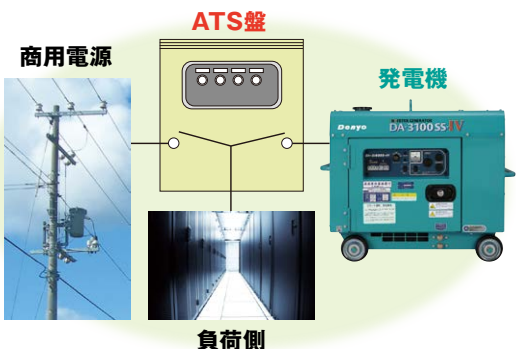 ATS盤
商用電源
発電機
Denyo
DA 3100SS-IV
負荷側